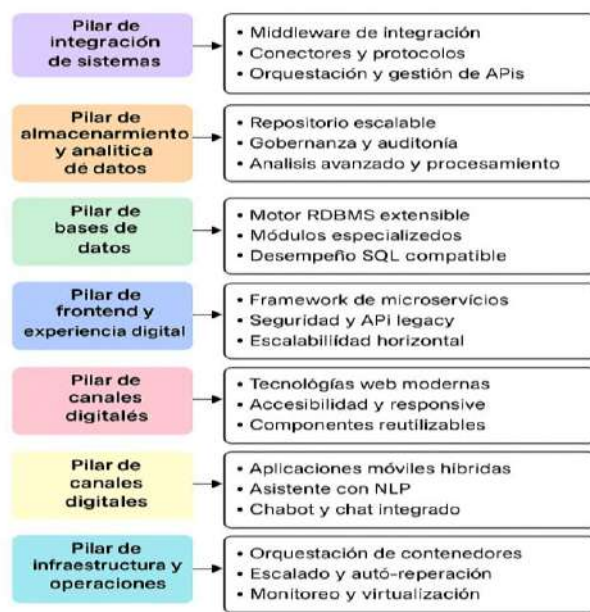 Pilar de
integración
de sistemas
• Middleware de integración
• Conectores y protocolos
• Orquestación y gestión de APis
Pilar de
almacenarmiento
y analitica
dé datos
• Repositorio escalable
• Gobernanza y auditonía
• Analisis avanzado y procesamiento
Pilar de
bases de
datos
• Motor RDBMS extensible
• Módulos especializedos
• Desempeño SQL compatible
Pilar de
frontend y
experiencia digital
• Framework de microservícios
• Seguridad y APi legacy
• Escalabiliídad horizontal
Pilar de
canales
digitalés
• Tecnológías web modernas
• Accesibilidad y responsive
• Componentes reutilizables
Pilar de
canales
digitales
• Aplicaciones móviles híbridas
• Asistente con NLP
• Chabot y chat integrado
Pilar de
infraestructura y
operaciones
• Orquestación de contenedores
• Escalado y autó-reperación
• Monitoreo y virtualización